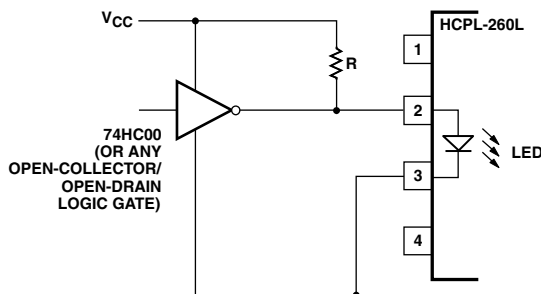 VCC
HCPL-260L
1
R
2
74HC00
(OR ANY
OPEN-COLLECTOR/
OPEN-DRAIN
LOGIC GATE)
LED
3
4